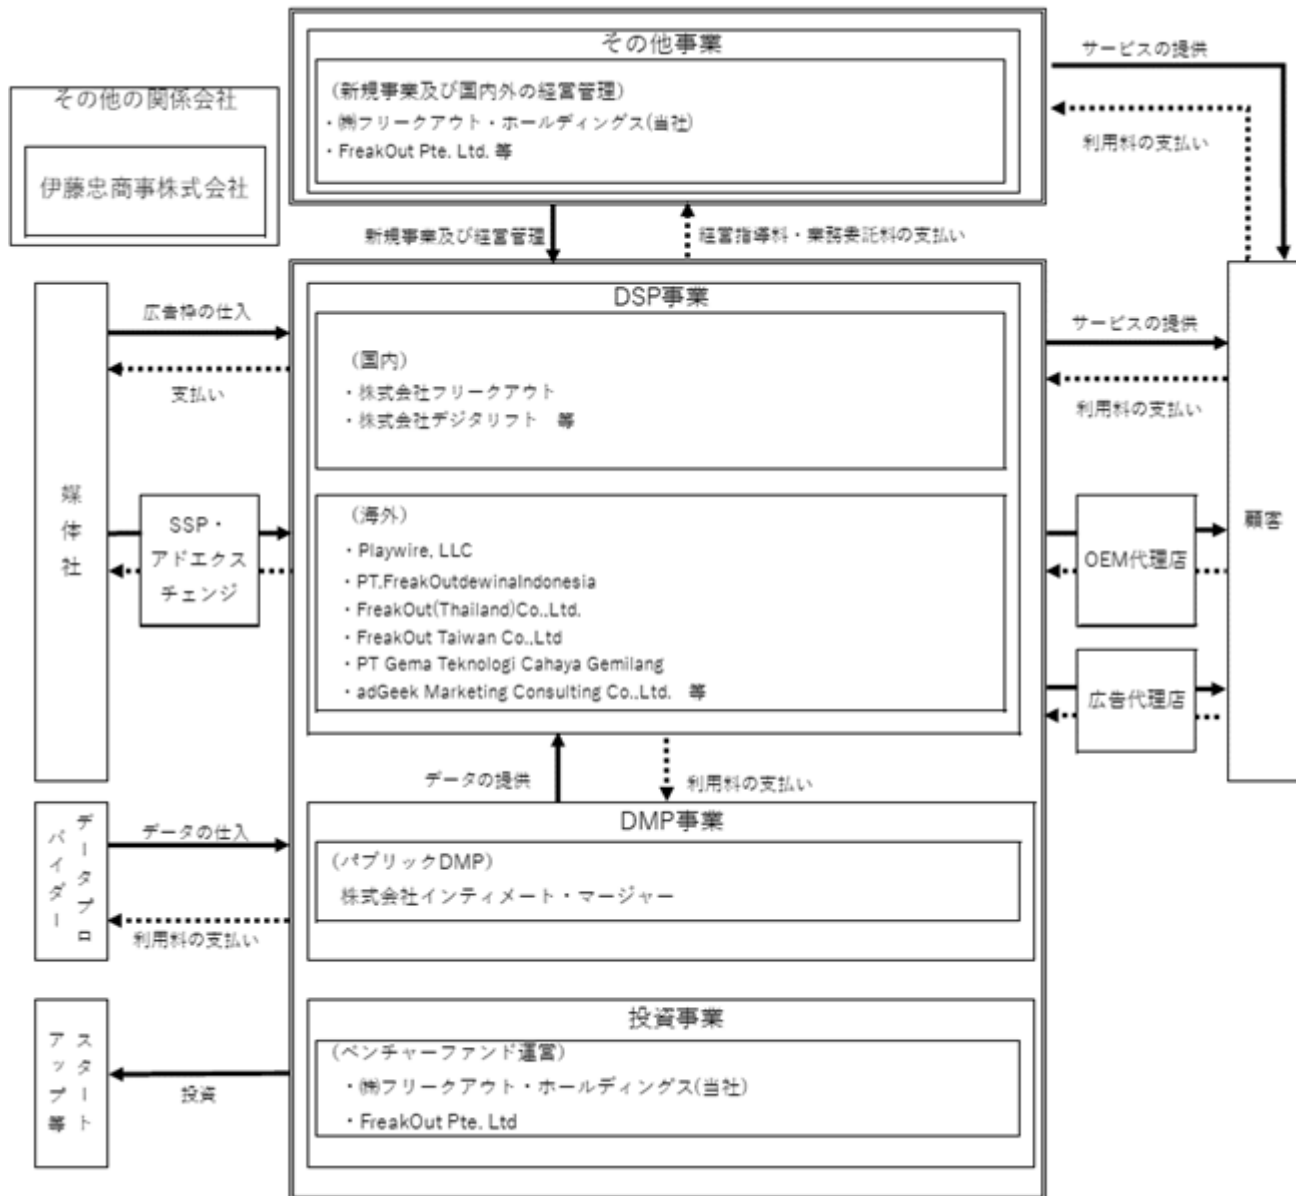 その他事業
(新規事業及び国内外の経営管理)
・㈱フリークアウト・ホールディングス(当社)
・FreakOut Pte. Ltd. 等
サービスの提供
利用料の支払い
その他の関係会社
伊藤忠商事株式会社
新規事業及び経営管理
経営指導料・業務委託料の支払い
媒体社
広告枠の仕入
支払い
SSP・
アドエクス
チェンジ
DSP事業
(国内)
・株式会社フリークアウト
・株式会社デジタリフト 等
(海外)
・Playwire, LLC
・PT.FreakOutdewinaIndonesia
・FreakOut(Thailand)Co.,Ltd.
・FreakOut Taiwan Co.,Ltd
・PT Gema Teknologi Cahaya Gemilang
・adGeek Marketing Consulting Co.,Ltd. 等
サービスの提供
利用料の支払い
OEM代理店
広告代理店
顧客
データの提供
利用料の支払い
データプロ
バイダー
データの仕入
利用料の支払い
DMP事業
(パブリックDMP)
株式会社インティメート・マージャー
スタート
アップ等
投資
投資事業
(ベンチャーファンド運営)
・㈱フリークアウト・ホールディングス(当社)
・FreakOut Pte. Ltd